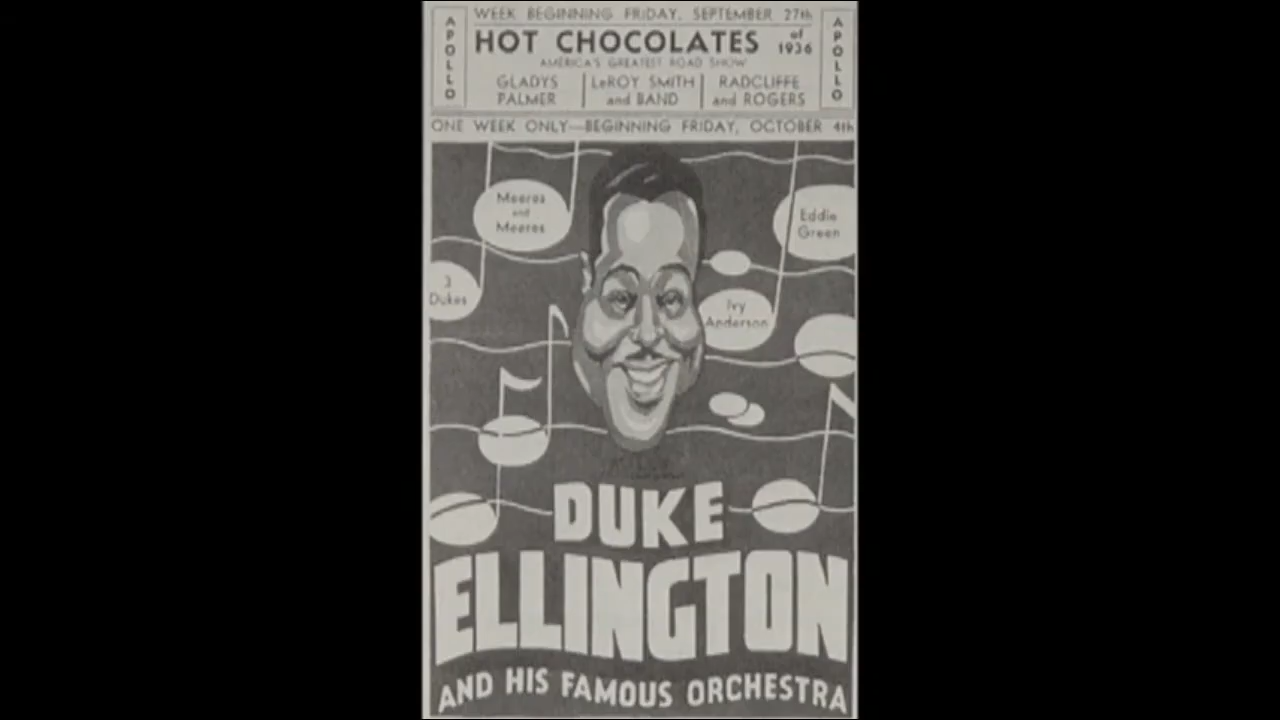 APOLLO
WEEK BEGINNING FRIDAY, SEPTEMBER 27th
HOT CHOCOLATES of 1936
AMERICA'S GREATEST ROAD SHOW
GLADYS PALMER
LeROY SMITH and BAND
RADCLIFFE and ROGERS
APOLLO
ONE WEEK ONLY—BEGINNING FRIDAY, OCTOBER 4th
Meeres
and
Meeres
Eddie
Green
3
Dukes
Ivy
Anderson
DUKE
ELLINGTON
AND HIS FAMOUS ORCHESTRA